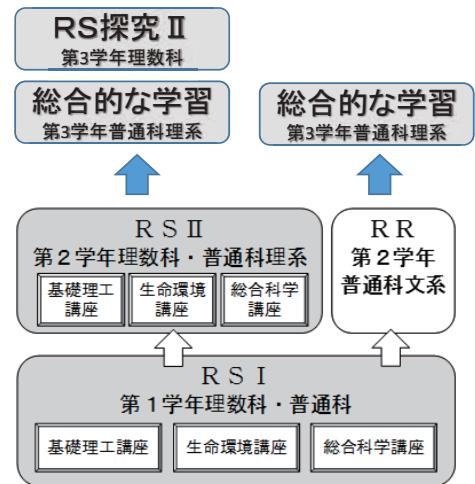 RS探究Ⅱ
第3学年理数科
総合的な学習
第3学年普通科理系
総合的な学習
第3学年普通科理系
ＲＳⅡ
第２学年理数科・普通科理系
基礎理工
講座
生命環境
講座
総合科学
講座
ＲＲ
第２学年
普通科文系
ＲＳⅠ
第１学年理数科・普通科
基礎理工講座
生命環境講座
総合科学講座